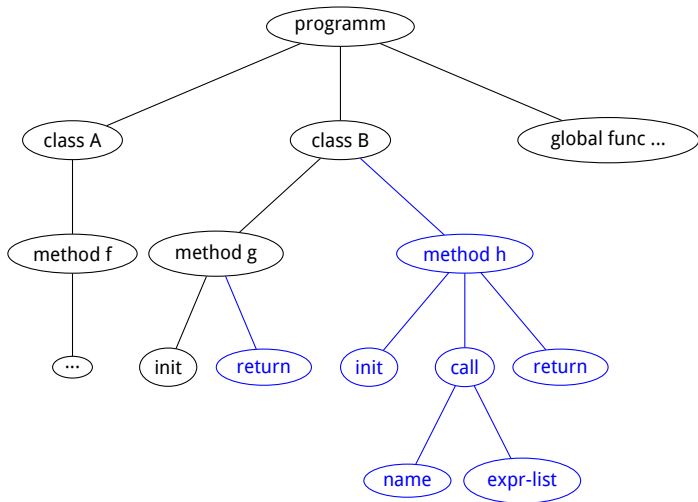 programm
class A
class B
global func ...
method f
method g
method h
...
init
return
init
call
return
name
expr-list